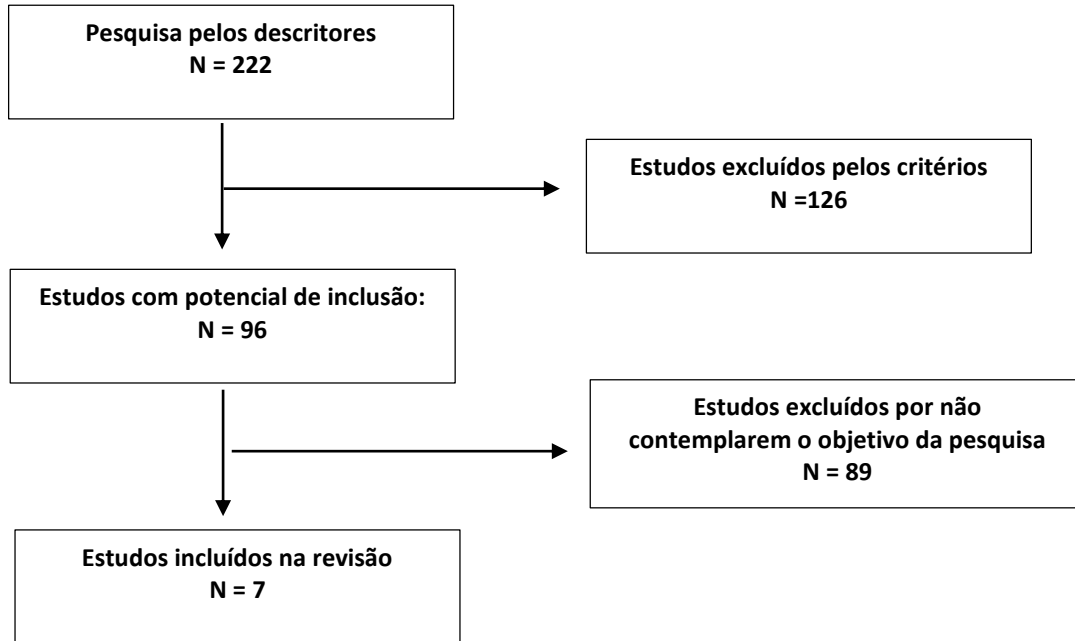 Pesquisa pelos descritores
N = 222
Estudos excluídos pelos critérios
N =126
Estudos com potencial de inclusão:
N = 96
Estudos excluídos por não
contemplarem o objetivo da pesquisa
N = 89
Estudos incluídos na revisão
N = 7